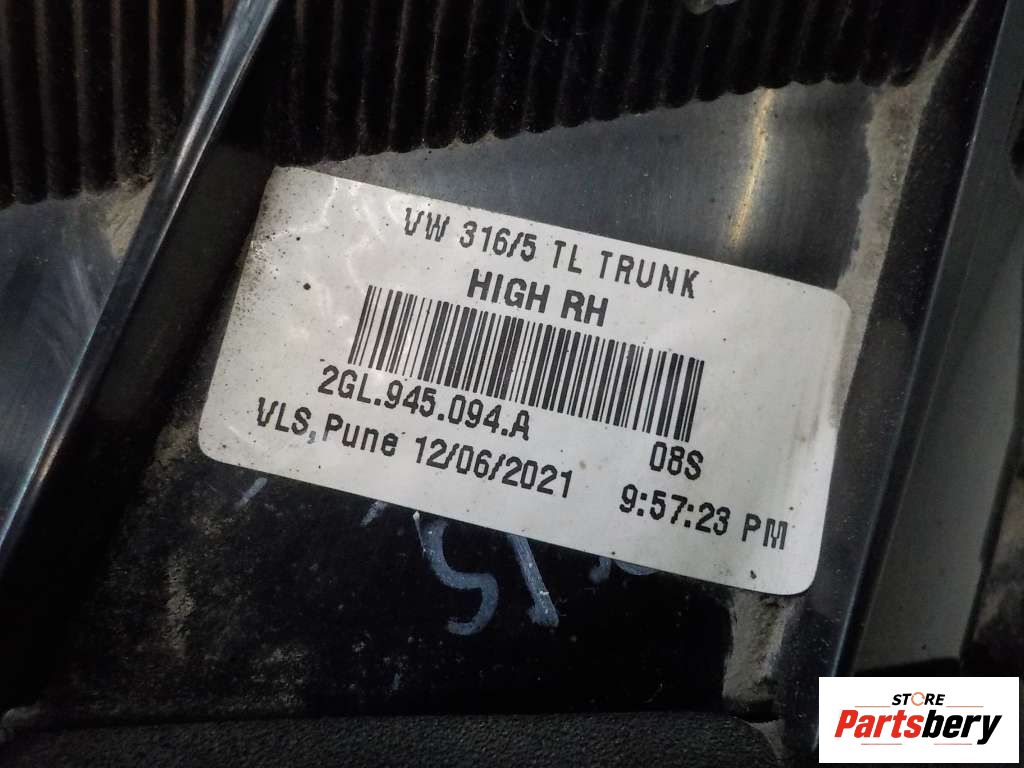 VW 316/5 TL TRUNK
HIGH RH
2GL.945.094.A
08S
VLS, Pune 12/06/2021 9:57:23 PM
15
STORE
Partsbery